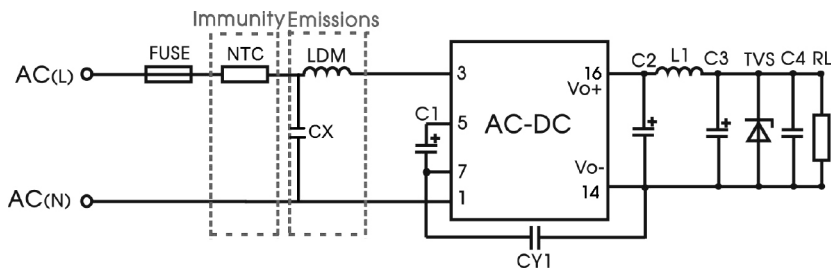 Immunity Emissions
FUSE NTC LDM
AC(L)
3
16
Vo+
C2 L1 C3 TVS C4 RL
C1
+
5
AC-DC
CX
+
+
7
Vo-
AC(N)
1
14
CY1